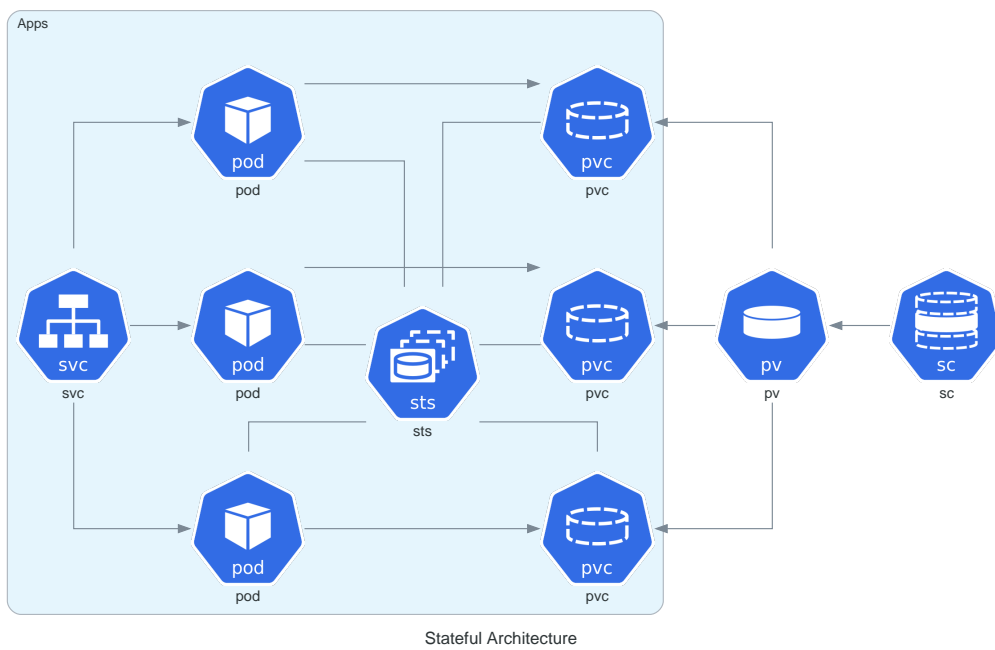 Apps
pod
pod
pvc
pvc
svc
svc
pod
pod
sts
sts
pvc
pvc
pv
pv
sc
sc
pod
pod
pvc
pvc
Stateful Architecture